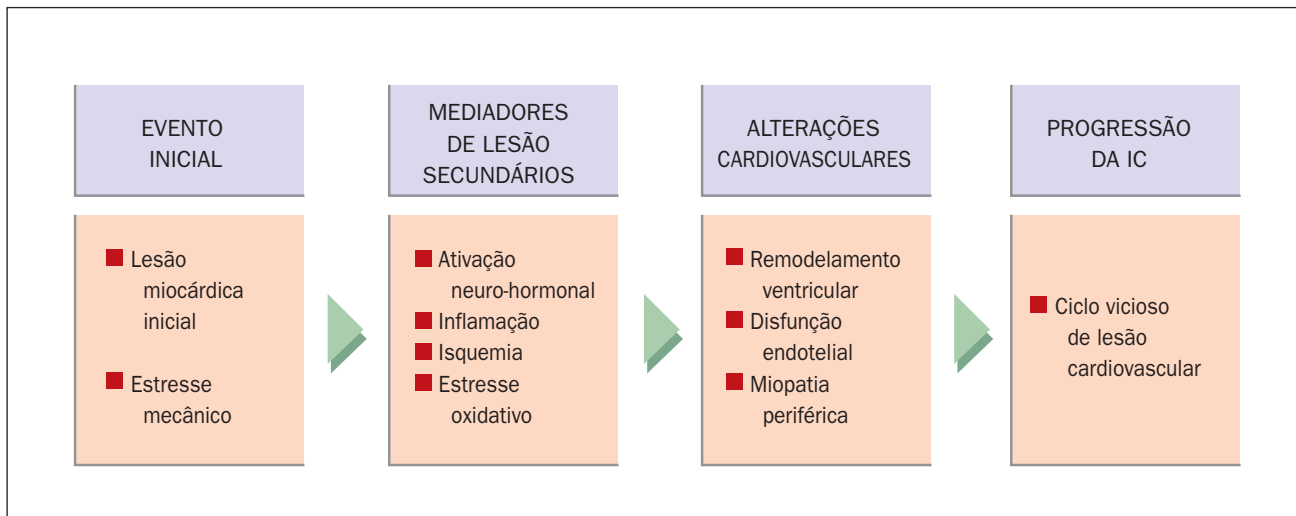 EVENTO
INICIAL
Lesão
miocárdica
inicial
Estresse
mecânico
MEDIADORES
DE LESÃO
SECUNDÁRIOS
Ativação
neuro-hormonal
Inflamação
Isquemia
Estresse
oxidativo
ALTERAÇÕES
CARDIOVASCULARES
Remodelamento
ventricular
Disfunção
endotelial
Miopatia
periférica
PROGRESSÃO
DA IC
Ciclo vicioso
de lesão
cardiovascular